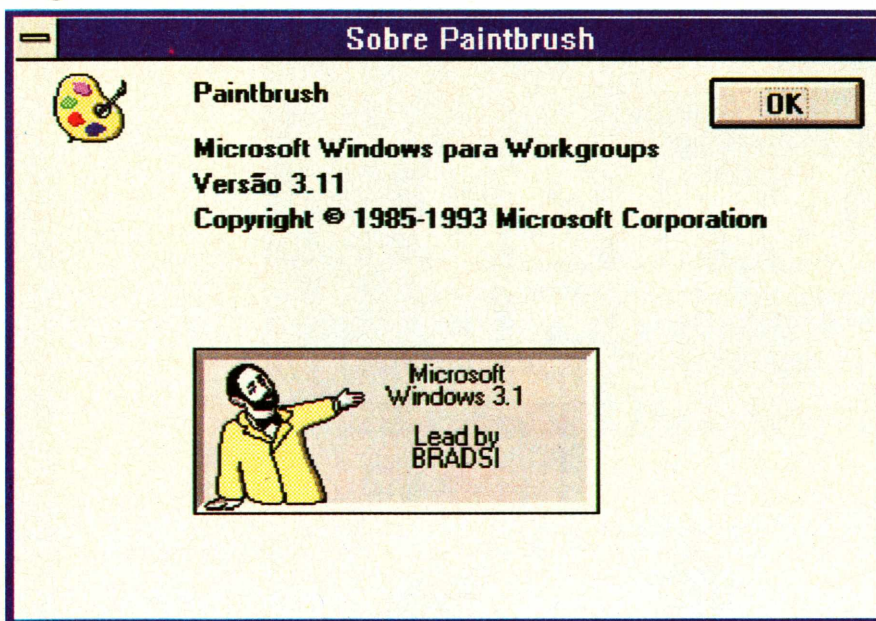 Sobre Paintbrush
Paintbrush
OK
Microsoft Windows para Workgroups
Versão 3.11
Copyright © 1985-1993 Microsoft Corporation
Microsoft
Windows 3.1
Lead by
BRADSI